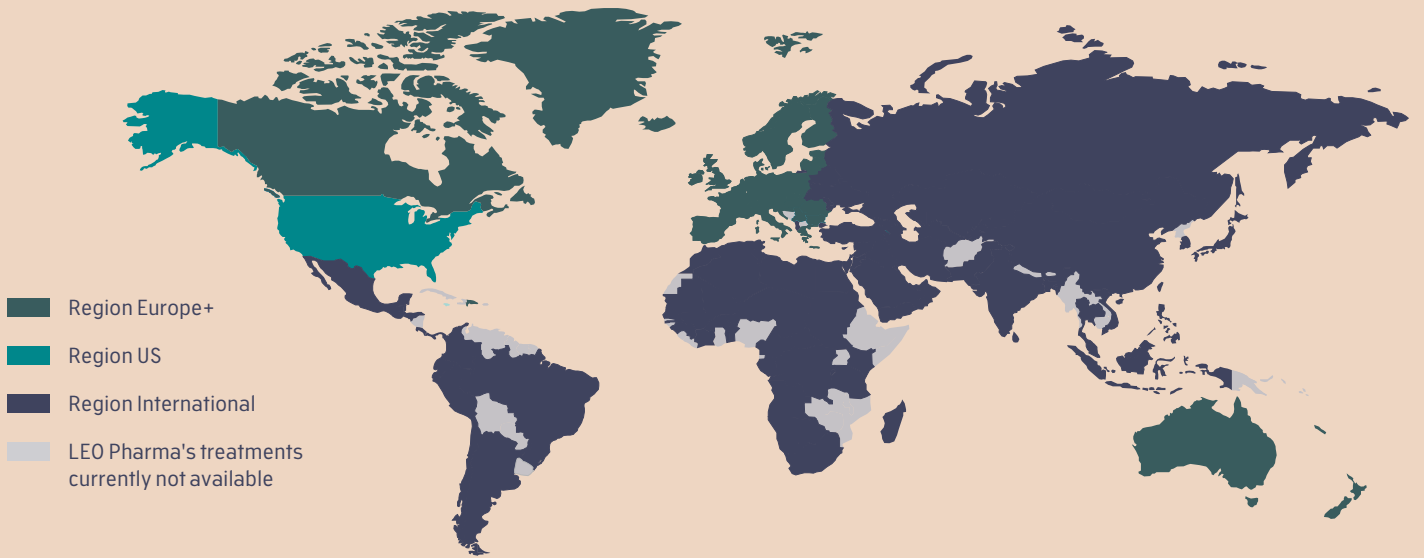 Region Europe+
Region US
Region International
LEO Pharma's treatments
currently not available